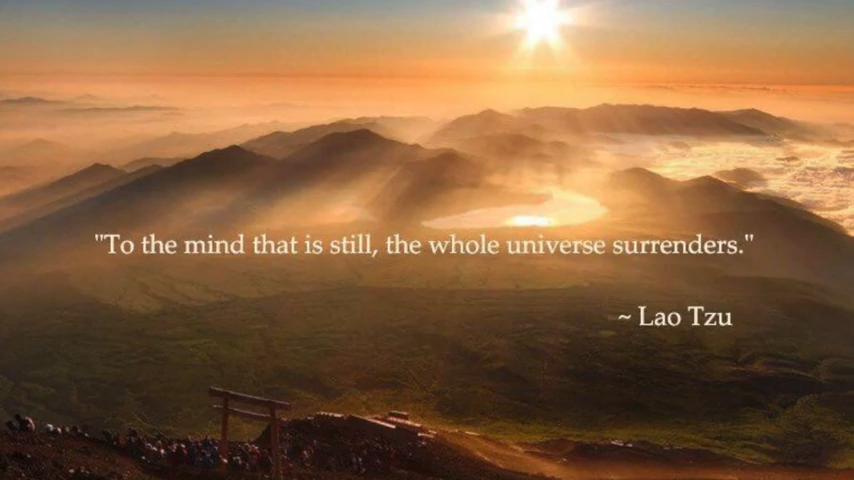 "To the mind that is still, the whole universe surrenders."
~ Lao Tzu